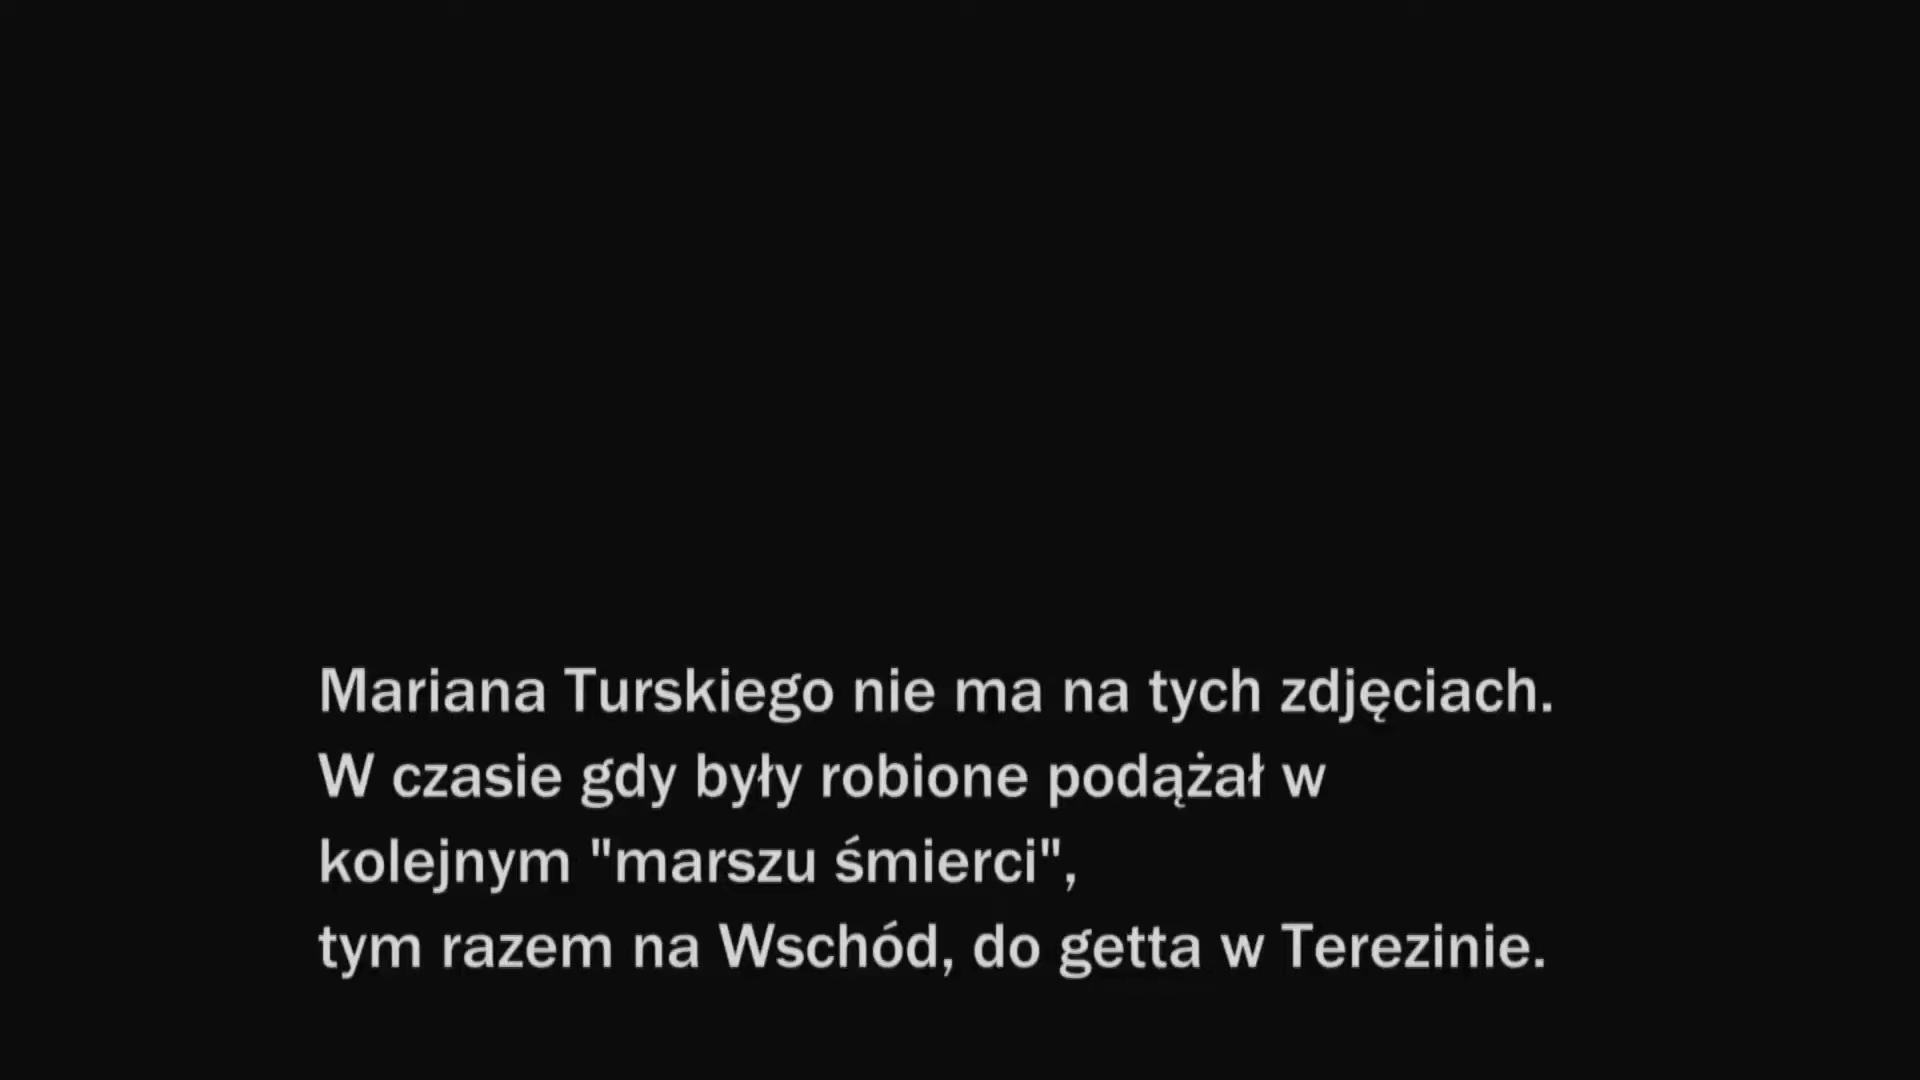 Mariana Turskiego nie ma na tych zdjęciach.
W czasie gdy były robione podążał w
kolejnym "marszu śmierci",
tym razem na Wschód, do getta w Terezinie.